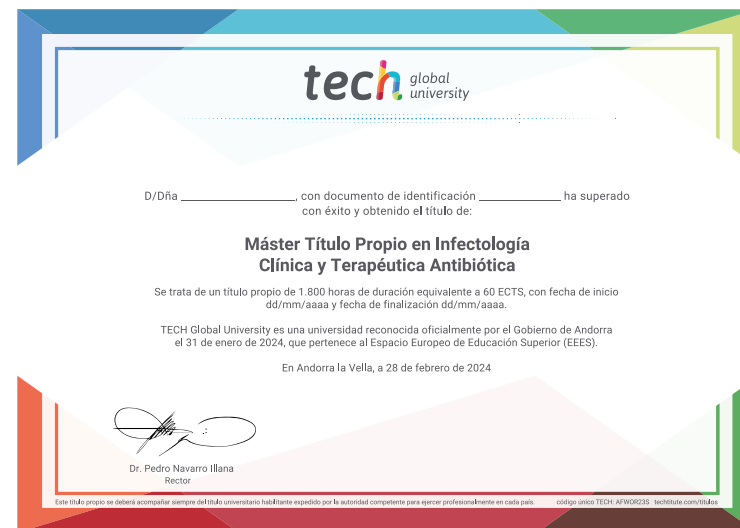 tech global university
D/Dña ____________________, con documento de identificación ______________ ha superado
con éxito y obtenido el título de:
Máster Título Propio en Infectología
Clínica y Terapéutica Antibiótica
Se trata de un título propio de 1.800 horas de duración equivalente a 60 ECTS, con fecha de inicio
dd/mm/aaaa y fecha de finalización dd/mm/aaaa.
TECH Global University es una universidad reconocida oficialmente por el Gobierno de Andorra
el 31 de enero de 2024, que pertenece al Espacio Europeo de Educación Superior (EEES).
En Andorra la Vella, a 28 de febrero de 2024
Dr. Pedro Navarro Illana
Rector
Este título propio se deberá acompañar siempre del título universitario habilitante expedido por la autoridad competente para ejercer profesionalmente en cada país. código único TECH: AFWOR23S techtitute.com/titulos